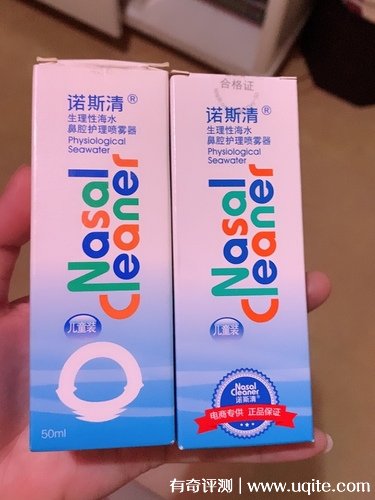 诺斯清®
生理性海水
鼻腔护理喷雾器
Physiological
Seawater
Nasal
Cleaner
儿童装
50ml
合格证
诺斯清®
生理性海水
鼻腔护理喷雾器
Physiological
Seawater
Nasal
Cleaner
儿童装
Nasal
Cleaner
诺斯清®
电商专供 正品保证
有奇评测 | www.uqite.com